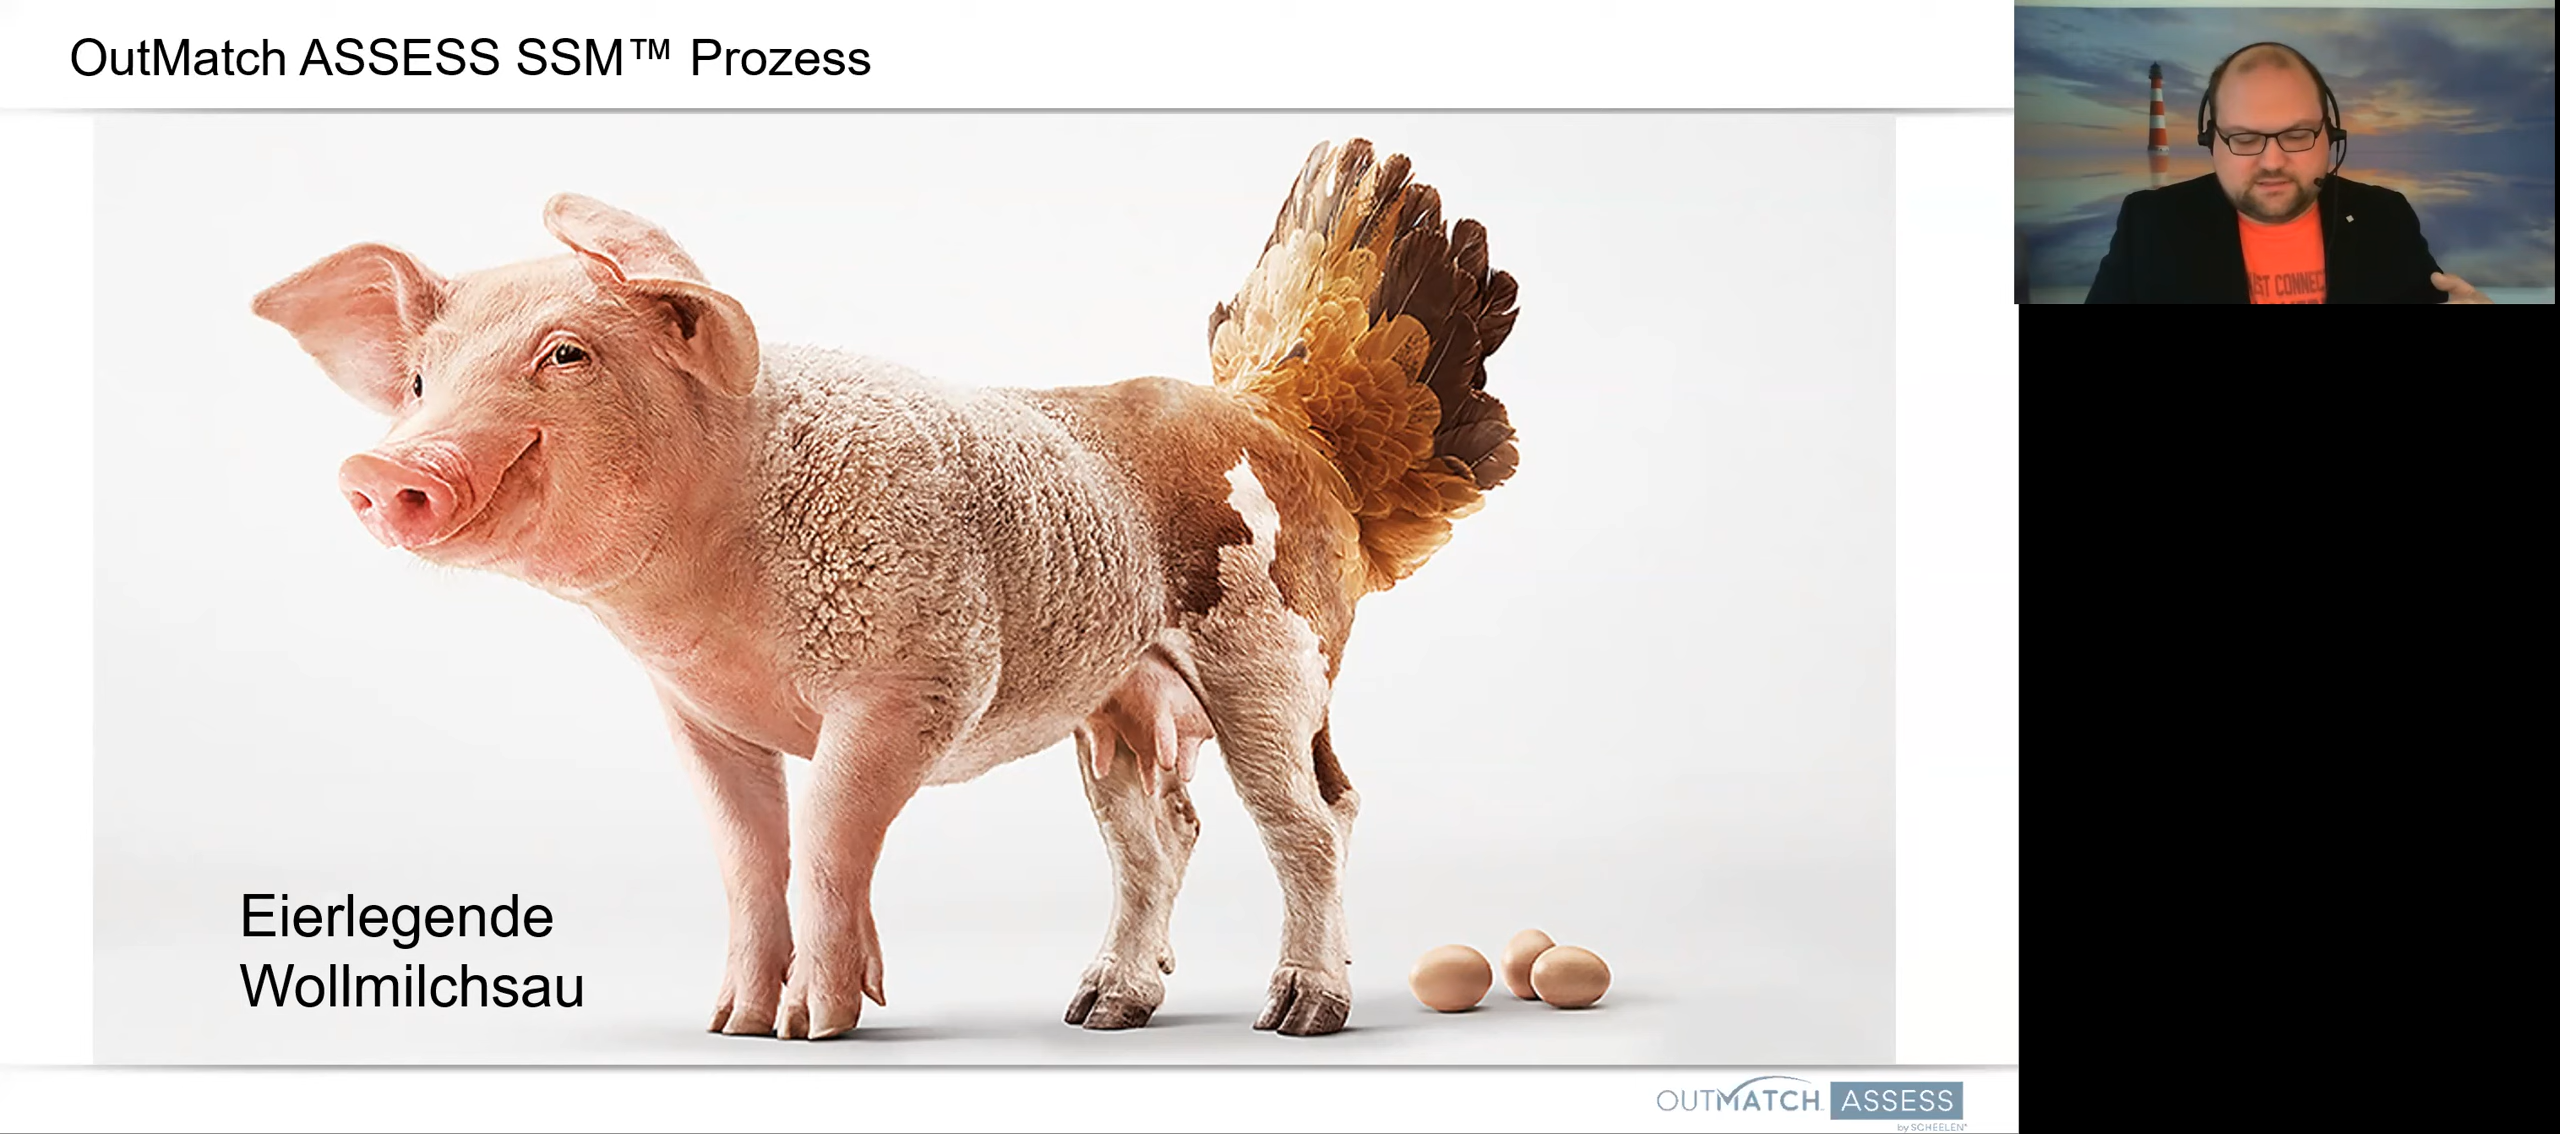 OutMatch ASSESS SSM™ Prozess
Eierlegende
Wollmilchsau
OUTMATCH ASSESS
by SCHEELEN®